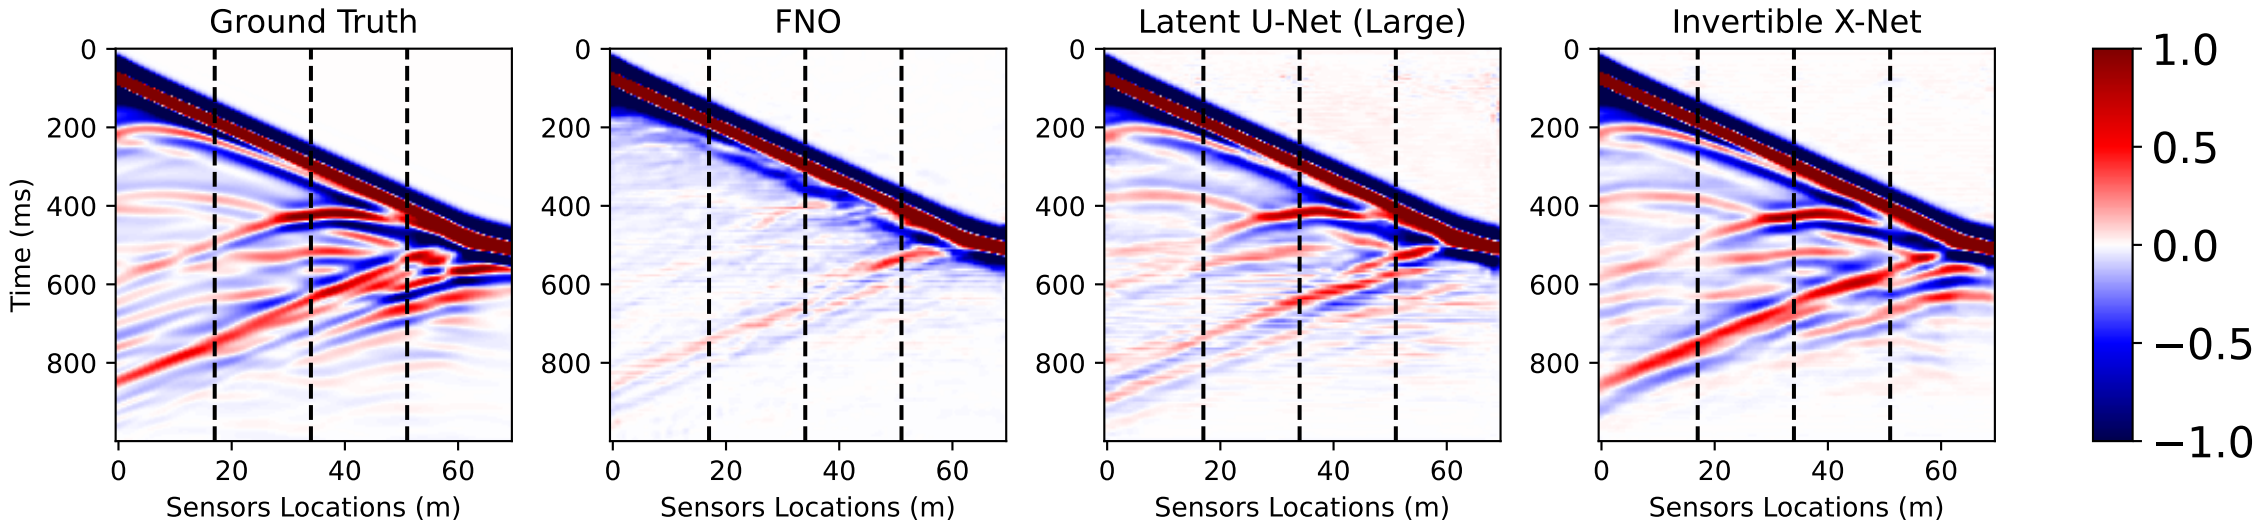 Ground Truth
FNO
Latent U-Net (Large)
Invertible X-Net
0
200
400
600
800
Time (ms)
0 20 40 60
Sensors Locations (m)
0
200
400
600
800
0 20 40 60
Sensors Locations (m)
0
200
400
600
800
0 20 40 60
Sensors Locations (m)
0
200
400
600
800
0 20 40 60
Sensors Locations (m)
1.0
0.5
0.0
−0.5
−1.0